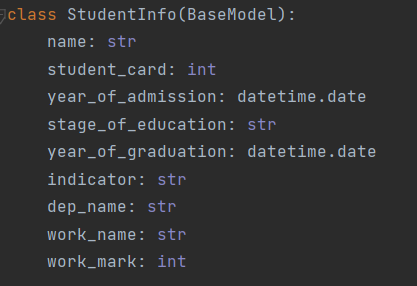 class StudentInfo(BaseModel):
    name: str
    student_card: int
    year_of_admission: datetime.date
    stage_of_education: str
    year_of_graduation: datetime.date
    indicator: str
    dep_name: str
    work_name: str
    work_mark: int